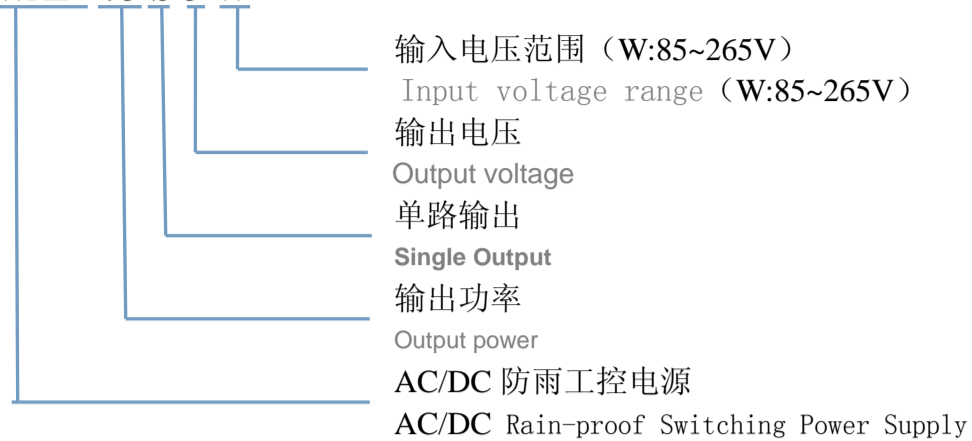 输入电压范围（W:85~265V）
Input voltage range（W:85~265V）
输出电压
Output voltage
单路输出
Single Output
输出功率
Output power
AC/DC 防雨工控电源
AC/DC Rain-proof Switching Power Supply